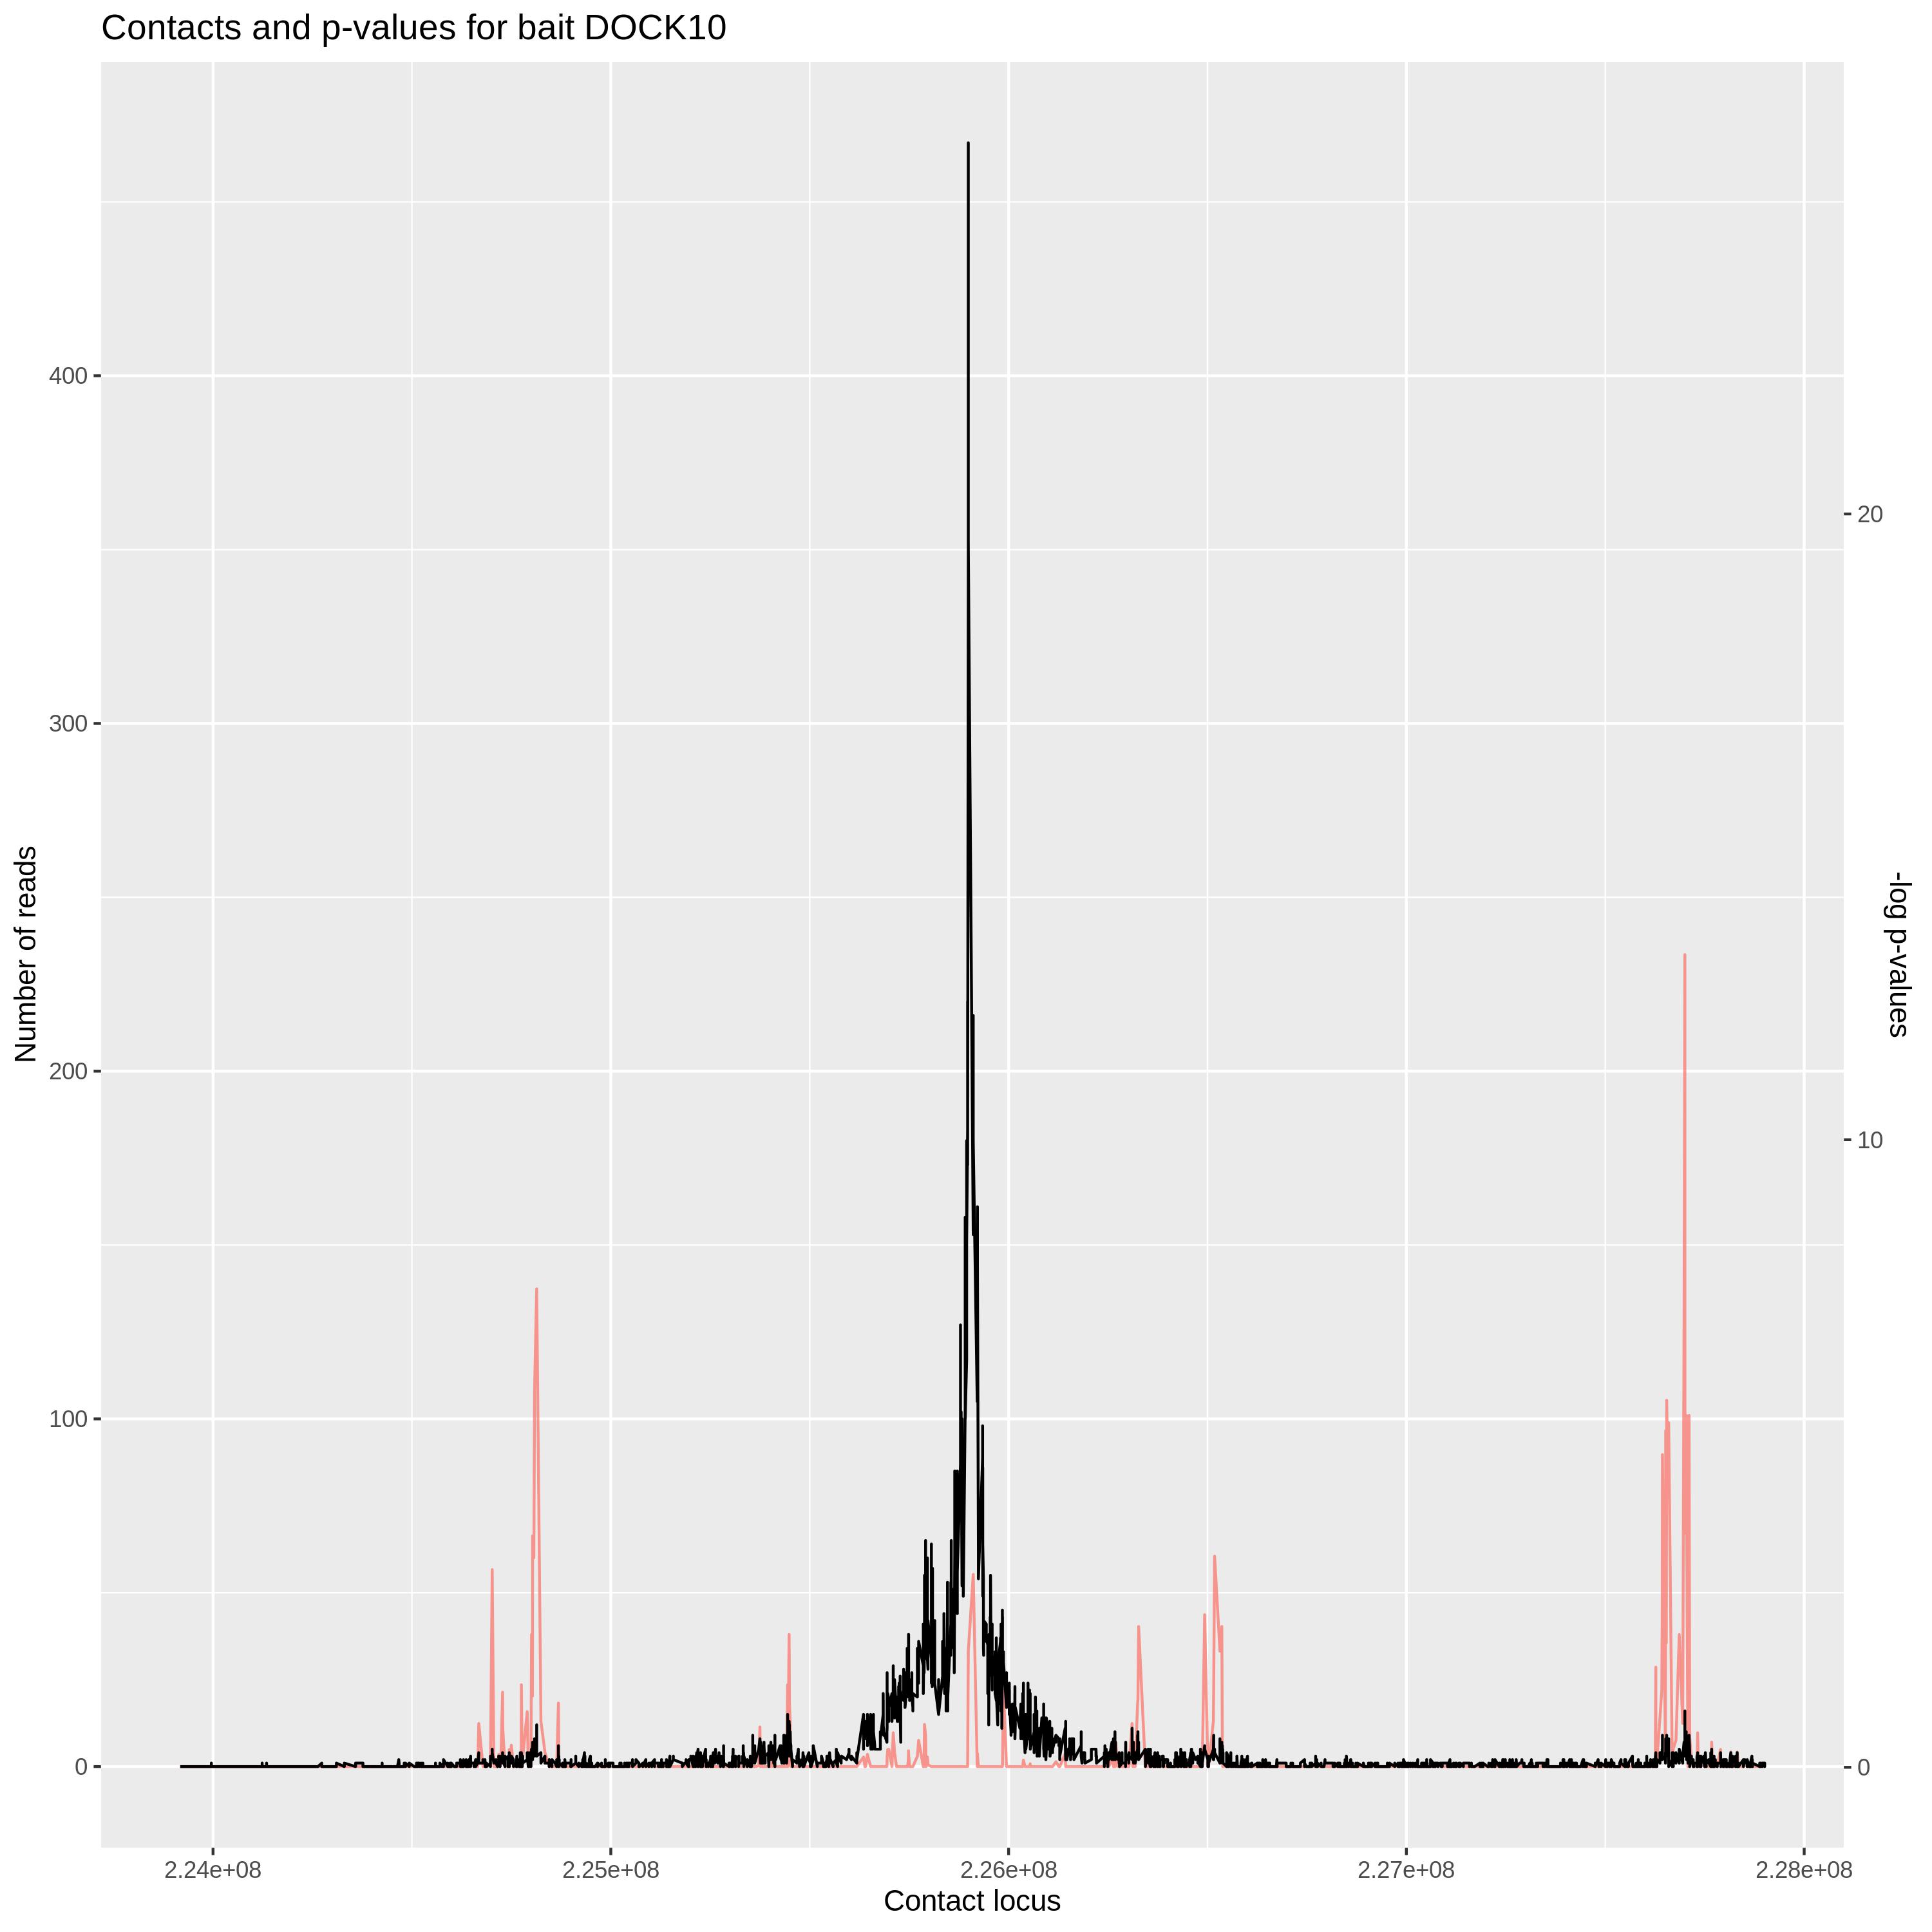 Contacts and p-values for bait DOCK10
Number of reads
400
300
200
100
0
20
10
0
-log p-values
2.24e+08
2.25e+08
2.26e+08
2.27e+08
2.28e+08
Contact locus